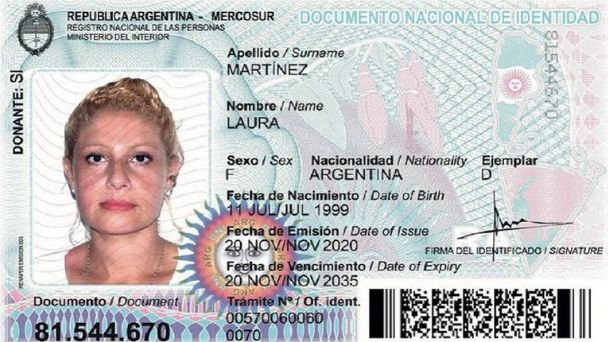 REPUBLICA ARGENTINA - MERCOSUR
REGISTRO NACIONAL DE LAS PERSONAS
MINISTERIO DEL INTERIOR
DOCUMENTO NACIONAL DE IDENTIDAD
Apellido / Surname
MARTÍNEZ
Nombre / Name
LAURA
Sexo / Sex Nacionalidad / Nationality Ejemplar
F ARGENTINA D
Fecha de Nacimiento / Date of Birth
11 JUL/JUL 1999
Fecha de Emisión / Date of Issue
20 NOV/NOV 2020
FIRMA DEL IDENTIFICADO / SIGNATURE
Fecha de Vencimiento / Date of Expiry
20 NOV/NOV 2035
Documento / Document
81.544.670
Trámite Nº / Of. ident.
00570060060
0070
DONANTE: SI
81544670
ARG